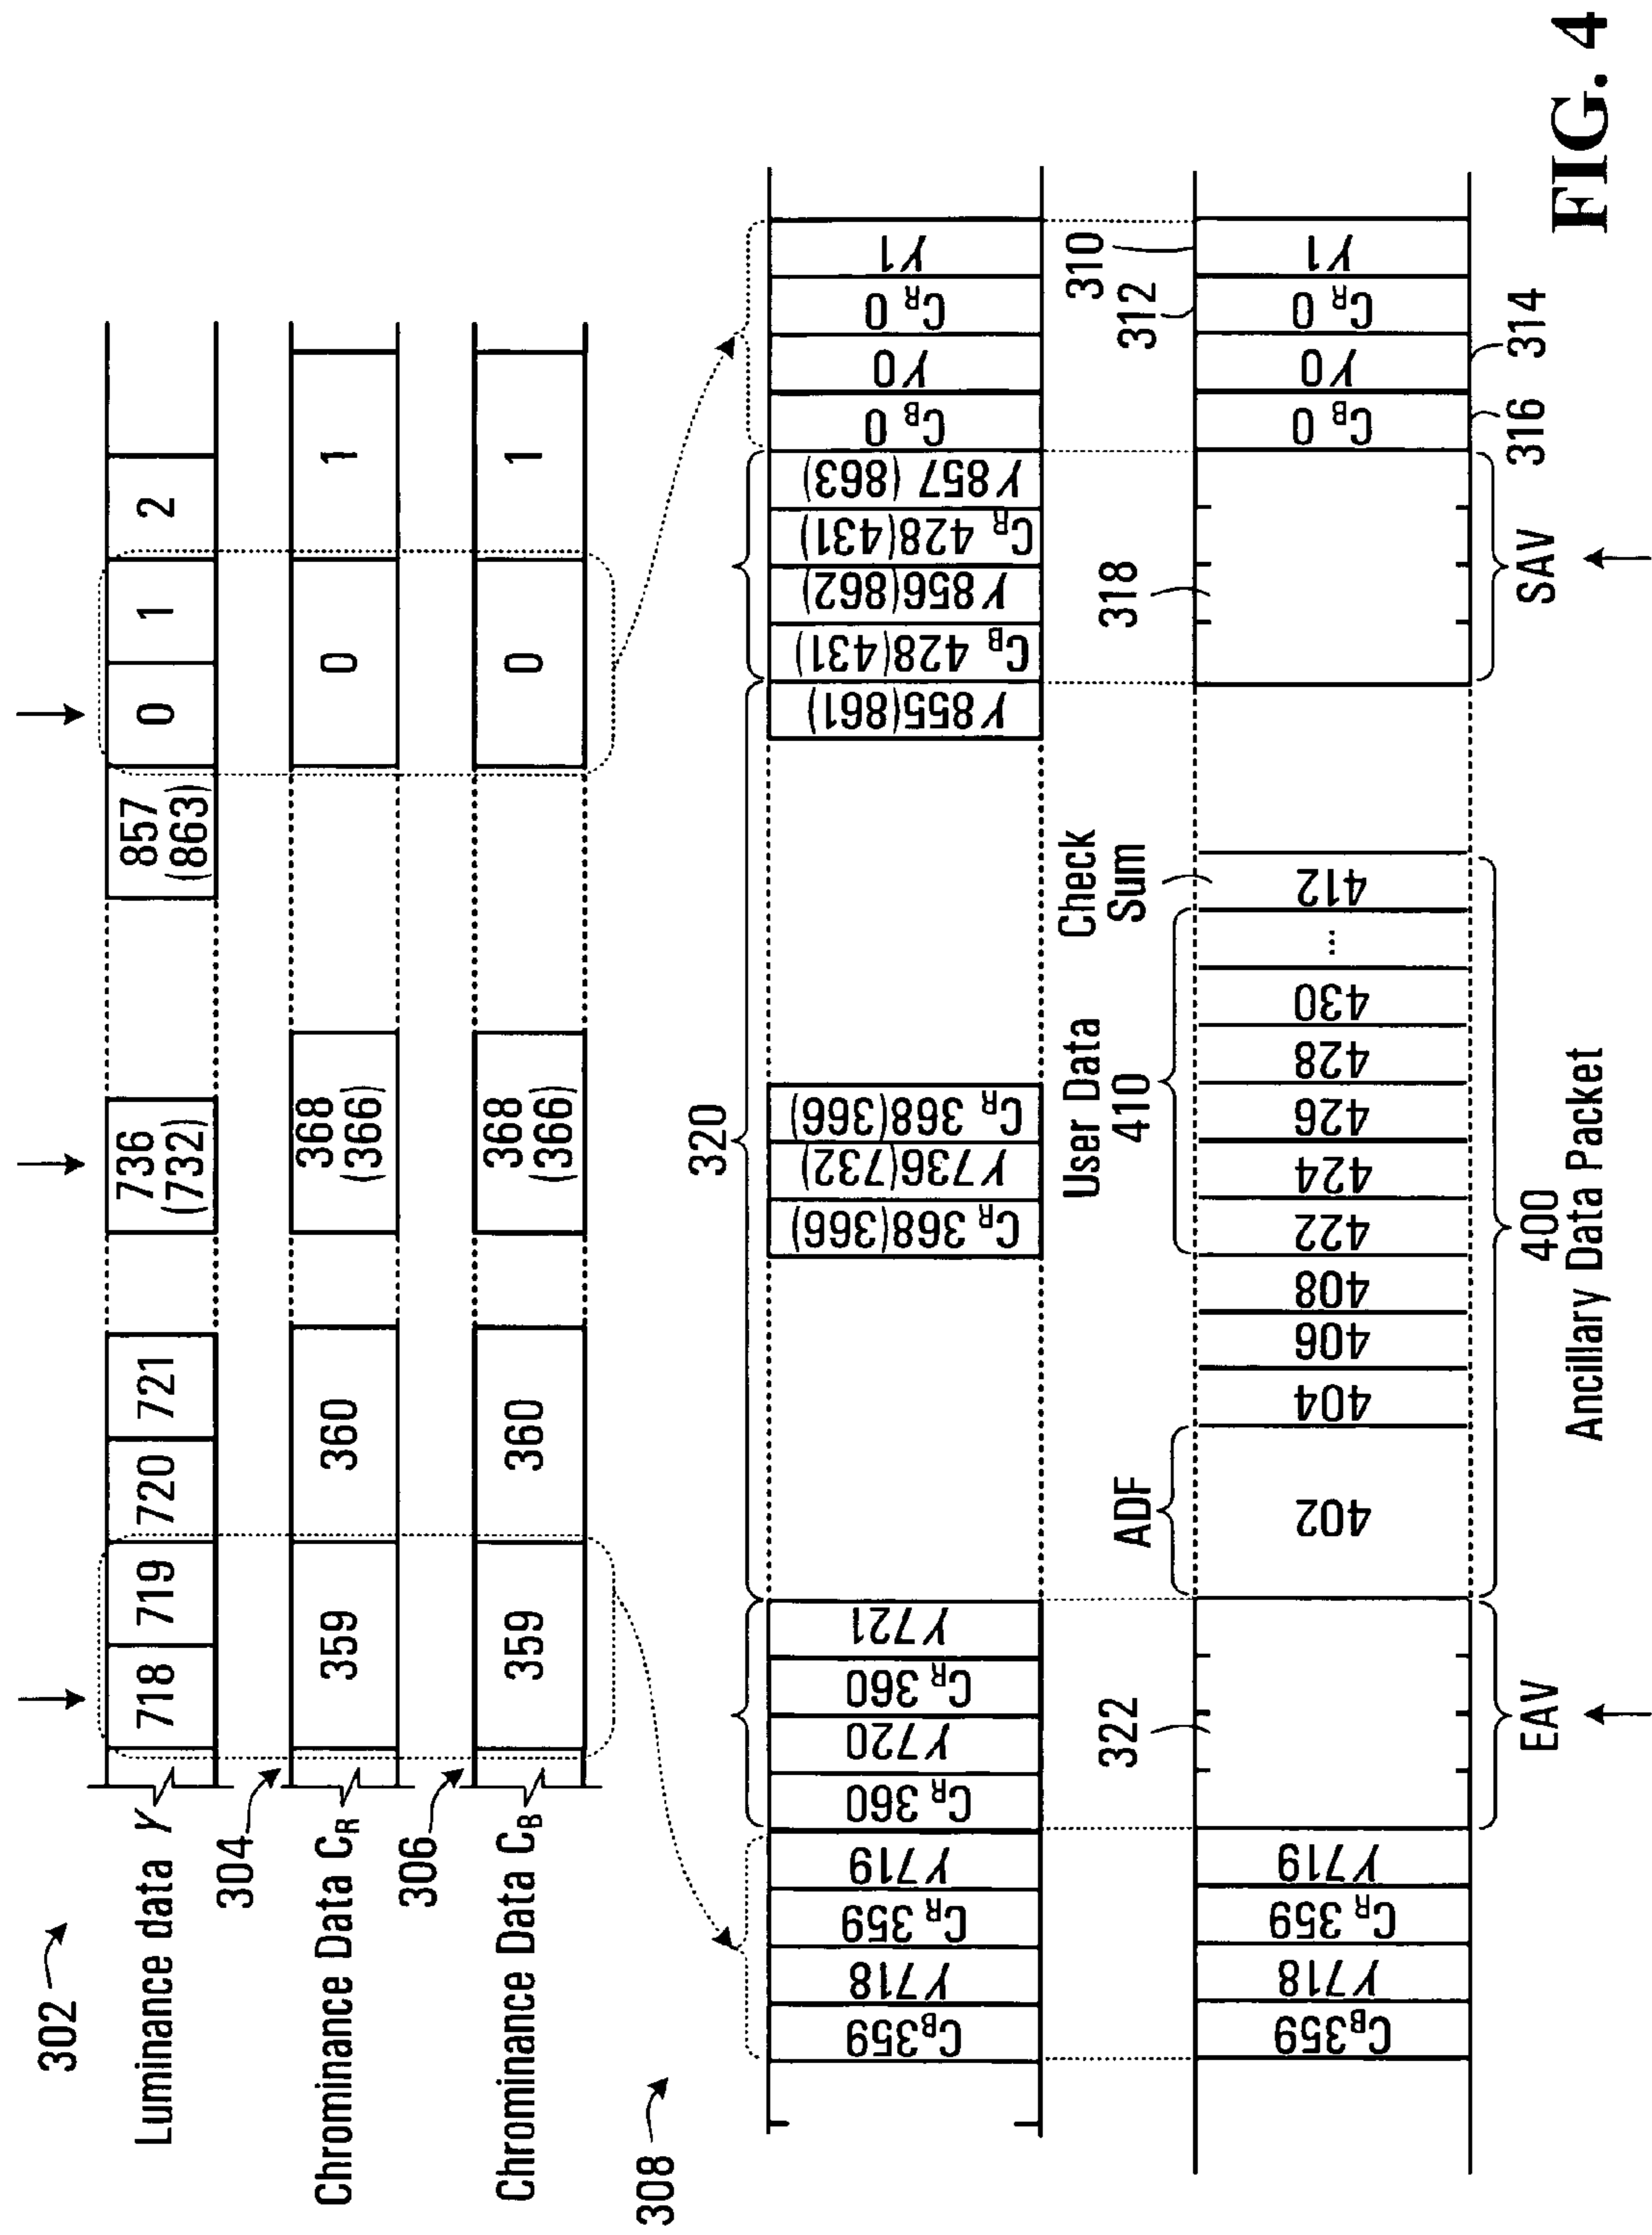 302
Luminance data Y
718
719
720
721
736
(732)
857
(863)
0
1
2
304
Chrominance Data CR
359
360
368
(366)
0
1
306
Chrominance Data CB
359
360
368
(366)
0
1
308
320
CB359
Y718
CR 359
Y719
CR 360
Y720
CR 360
Y721
CR 368(366)
Y736(732)
CR 368(366)
Y855(861)
CB 428(431)
Y856(862)
CR 428(431)
Y857 (863)
CB 0
Y0
CR 0
Y1
322
ADF
User Data
410
Check
Sum
318
312
310
CB359
Y718
CR 359
Y719
402
404
406
408
422
424
426
428
430
...
412
CB 0
Y0
CR 0
Y1
EAV
400
Ancillary Data Packet
SAV
316
314
FIG. 4